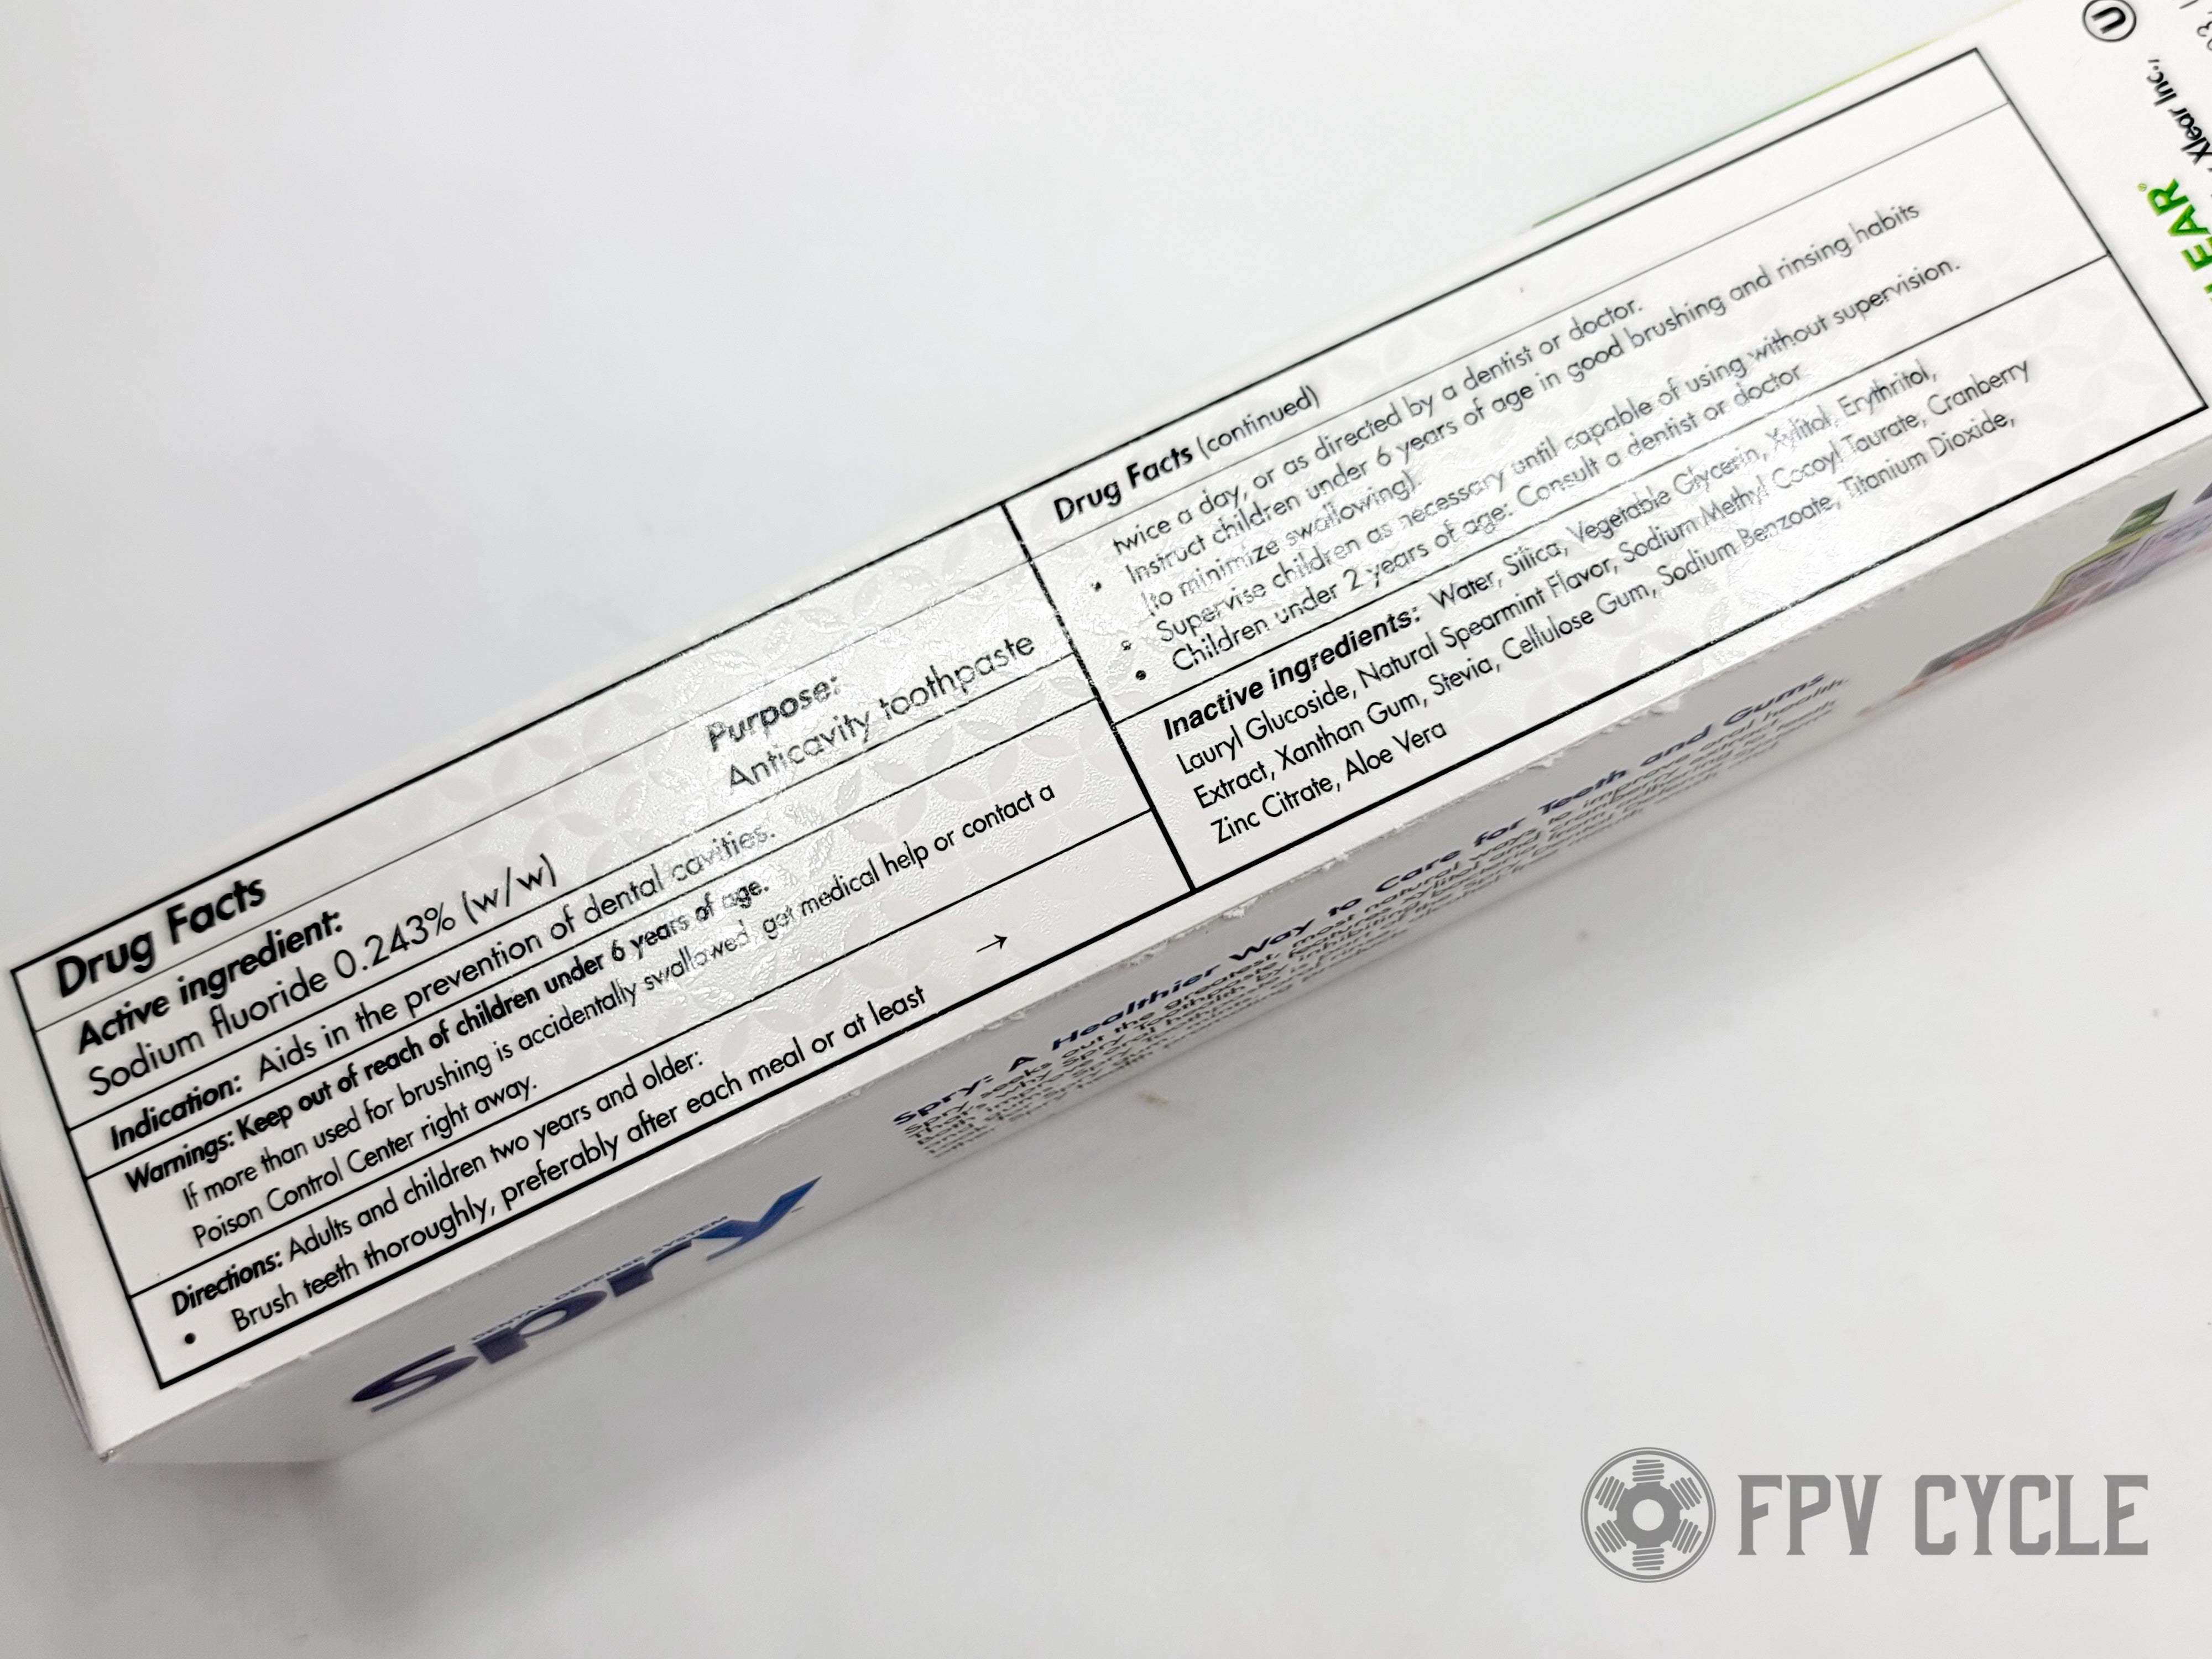 Drug Facts
Active ingredient:
Purpose:
Sodium fluoride 0.243% (w/w)
Anticavity toothpaste
Indication: Aids in the prevention of dental cavities.
Warnings: Keep out of reach of children under 6 years of age.
If more than used for brushing is accidentally swallowed, get medical help or contact a
Poison Control Center right away.
Directions: Adults and children two years and older:
• Brush teeth thoroughly, preferably after each meal or at least
→
Drug Facts (continued)
twice a day, or as directed by a dentist or doctor.
• Instruct children under 6 years of age in good brushing and rinsing habits
(to minimize swallowing).
• Supervise children as necessary until capable of using without supervision.
• Children under 2 years of age: Consult a dentist or doctor
Inactive ingredients: Water, Silica, Vegetable Glycerin, Xylitol, Erythritol,
Lauryl Glucoside, Natural Spearmint Flavor, Sodium Methyl Cocoyl Taurate, Cranberry
Extract, Xanthan Gum, Stevia, Cellulose Gum, Sodium Benzoate, Titanium Dioxide,
Zinc Citrate, Aloe Vera
U
Xlear Inc.,
EAR®
spry
DENTAL DEFENSE SYSTEM
Spry: A Healthier Way to Care for Teeth and Gums
FPV CYCLE